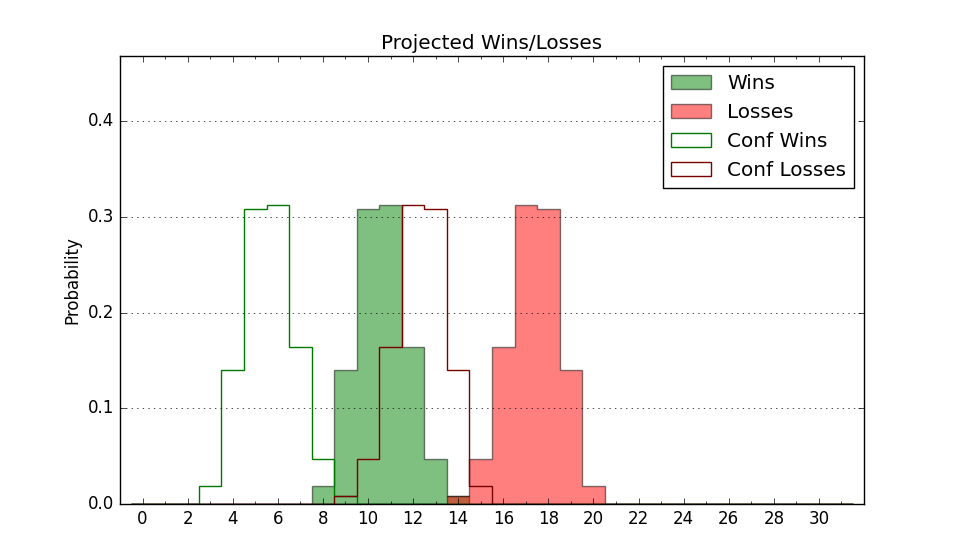 Projected Wins/Losses
Wins
Losses
Conf Wins
Conf Losses
Probability
0.4
0.3
0.2
0.1
0.0
0 2 4 6 8 10 12 14 16 18 20 22 24 26 28 30